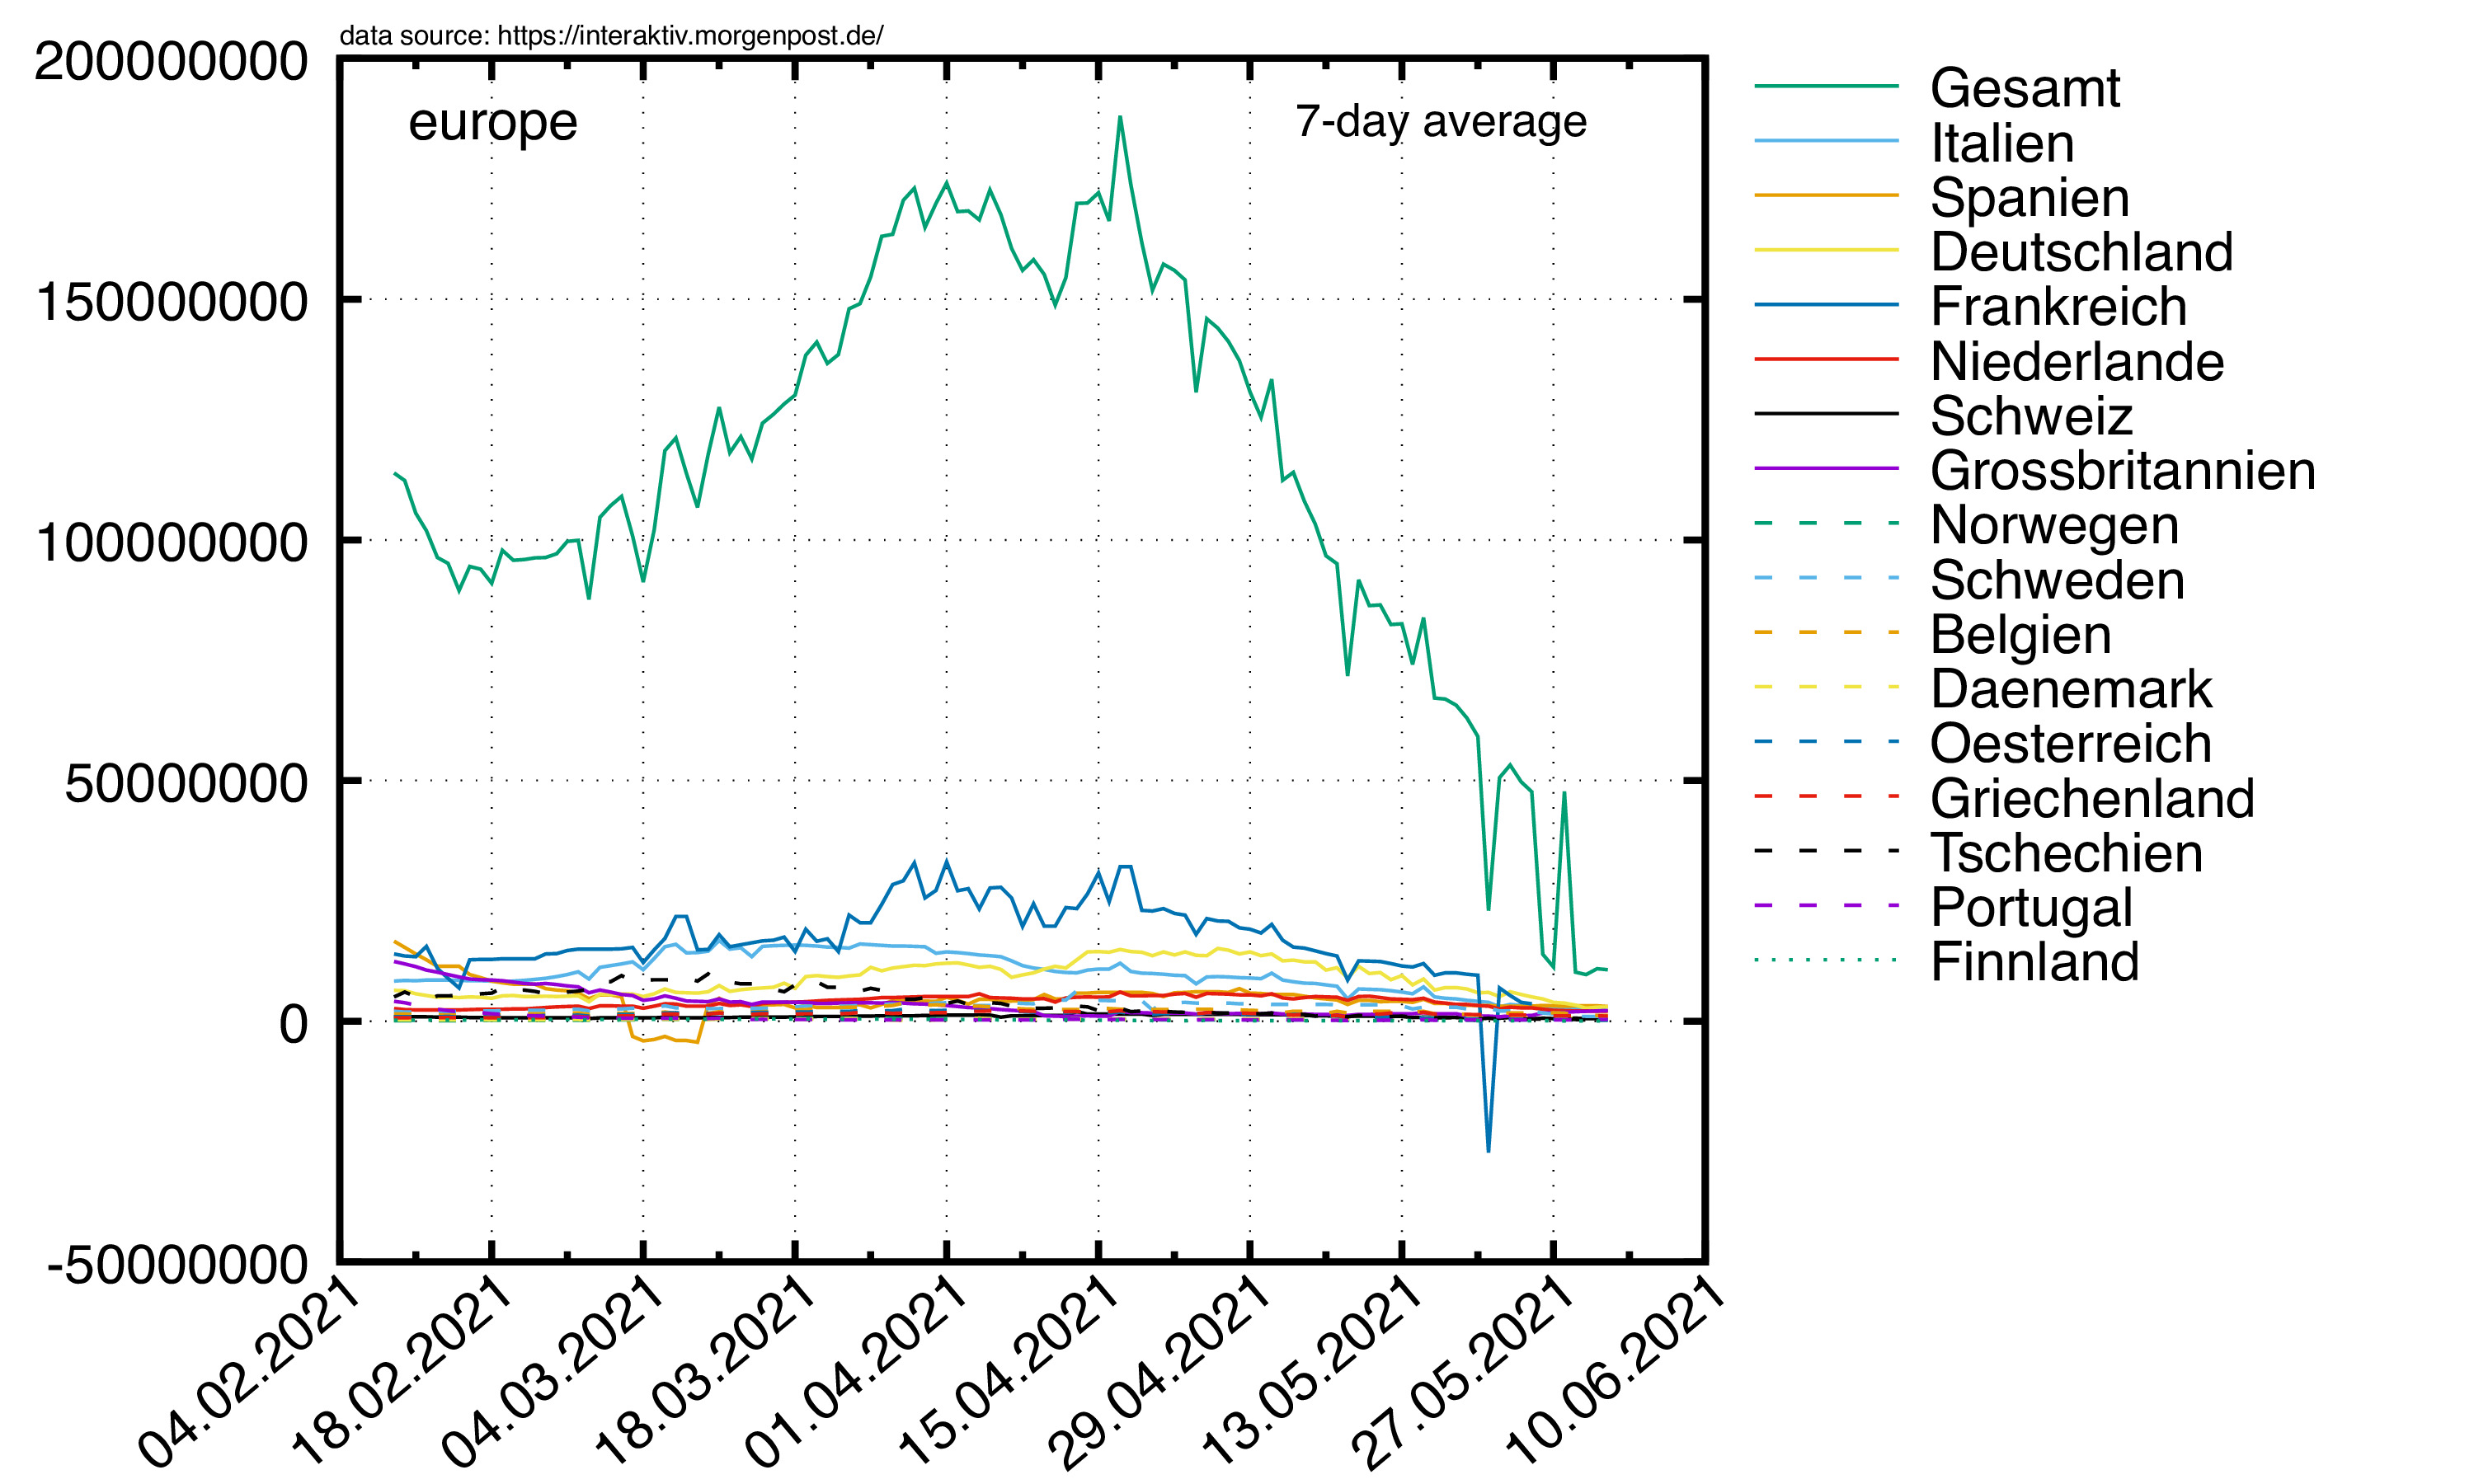 data source: https://interaktiv.morgenpost.de/
europe
7-day average
200000000
150000000
100000000
50000000
0
-50000000
04.02.2021
18.02.2021
04.03.2021
18.03.2021
01.04.2021
15.04.2021
29.04.2021
13.05.2021
27.05.2021
10.06.2021
Gesamt
Italien
Spanien
Deutschland
Frankreich
Niederlande
Schweiz
Grossbritannien
Norwegen
Schweden
Belgien
Daenemark
Oesterreich
Griechenland
Tschechien
Portugal
Finnland